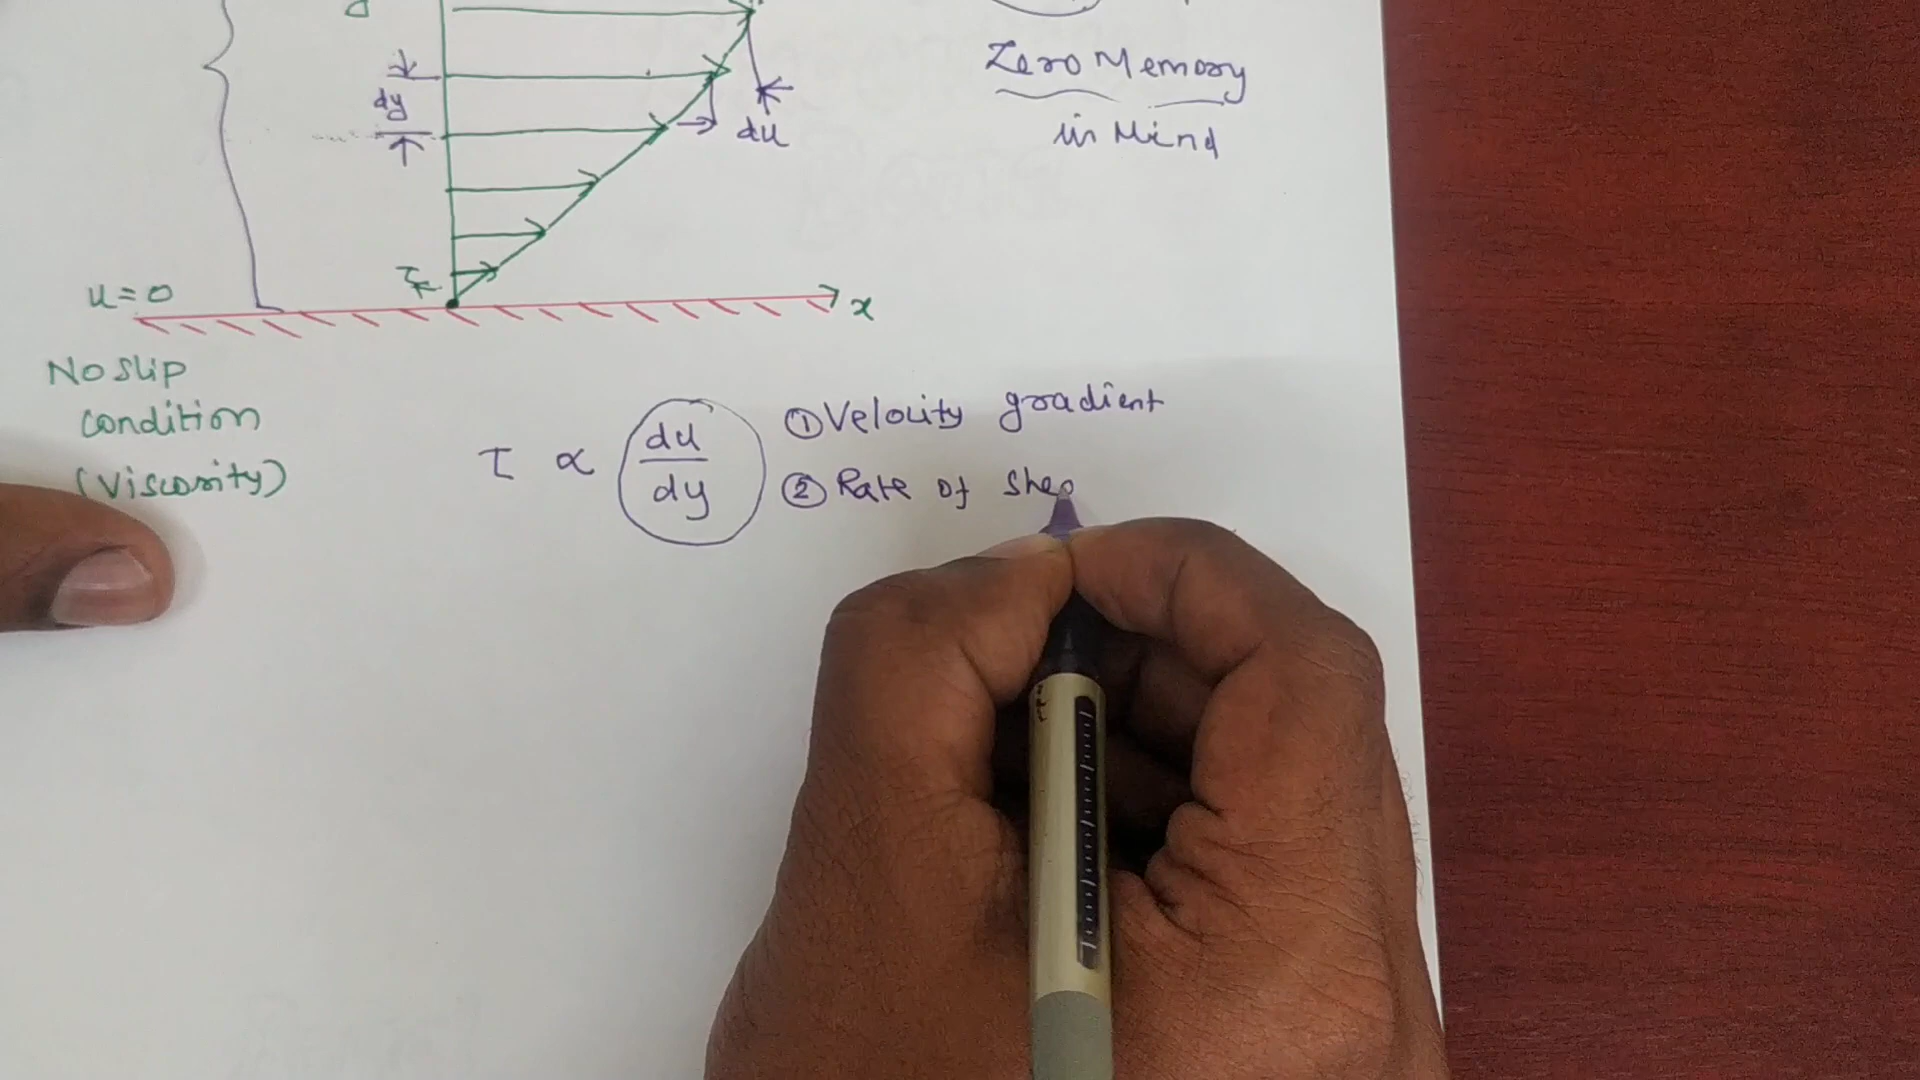 Zero Memory
in Mind
dy
du
τ
u = 0
x
No slip
condition
(Viscosity)
τ ∝ du/dy
① Velocity gradient
② Rate of shea